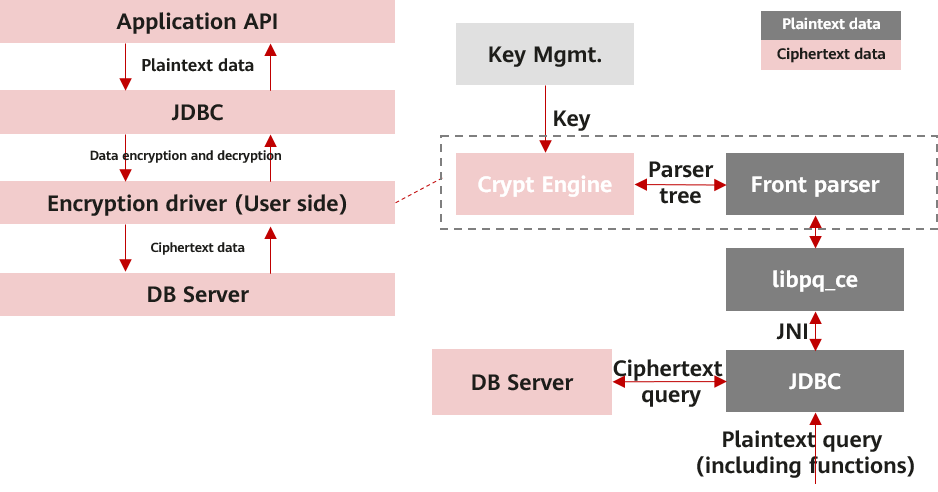 Application API
Plaintext data
JDBC
Data encryption and decryption
Encryption driver (User side)
Ciphertext data
DB Server
Plaintext data
Ciphertext data
Key Mgmt.
Key
Crypt Engine
Parser
tree
Front parser
libpq_ce
JNI
DB Server
Ciphertext
query
JDBC
Plaintext query
(including functions)